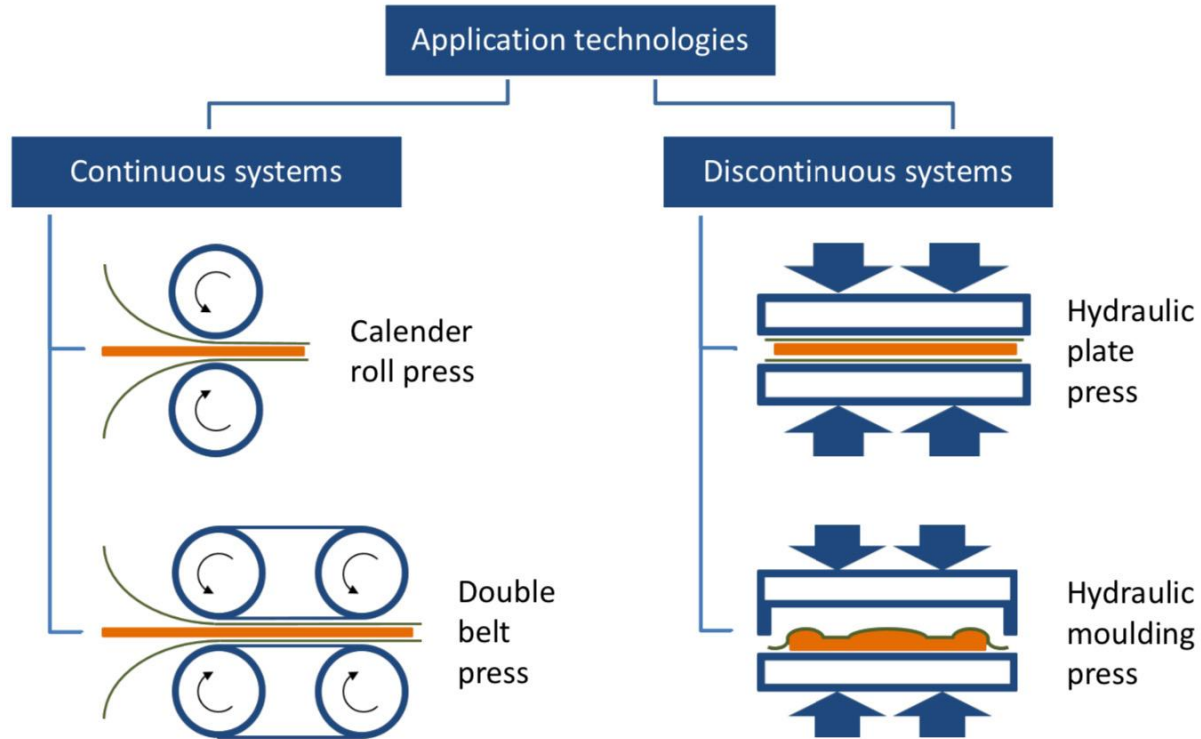 Application technologies
Continuous systems
Discontinuous systems
Calender
roll press
Hydraulic
plate
press
Double
belt
press
Hydraulic
moulding
press